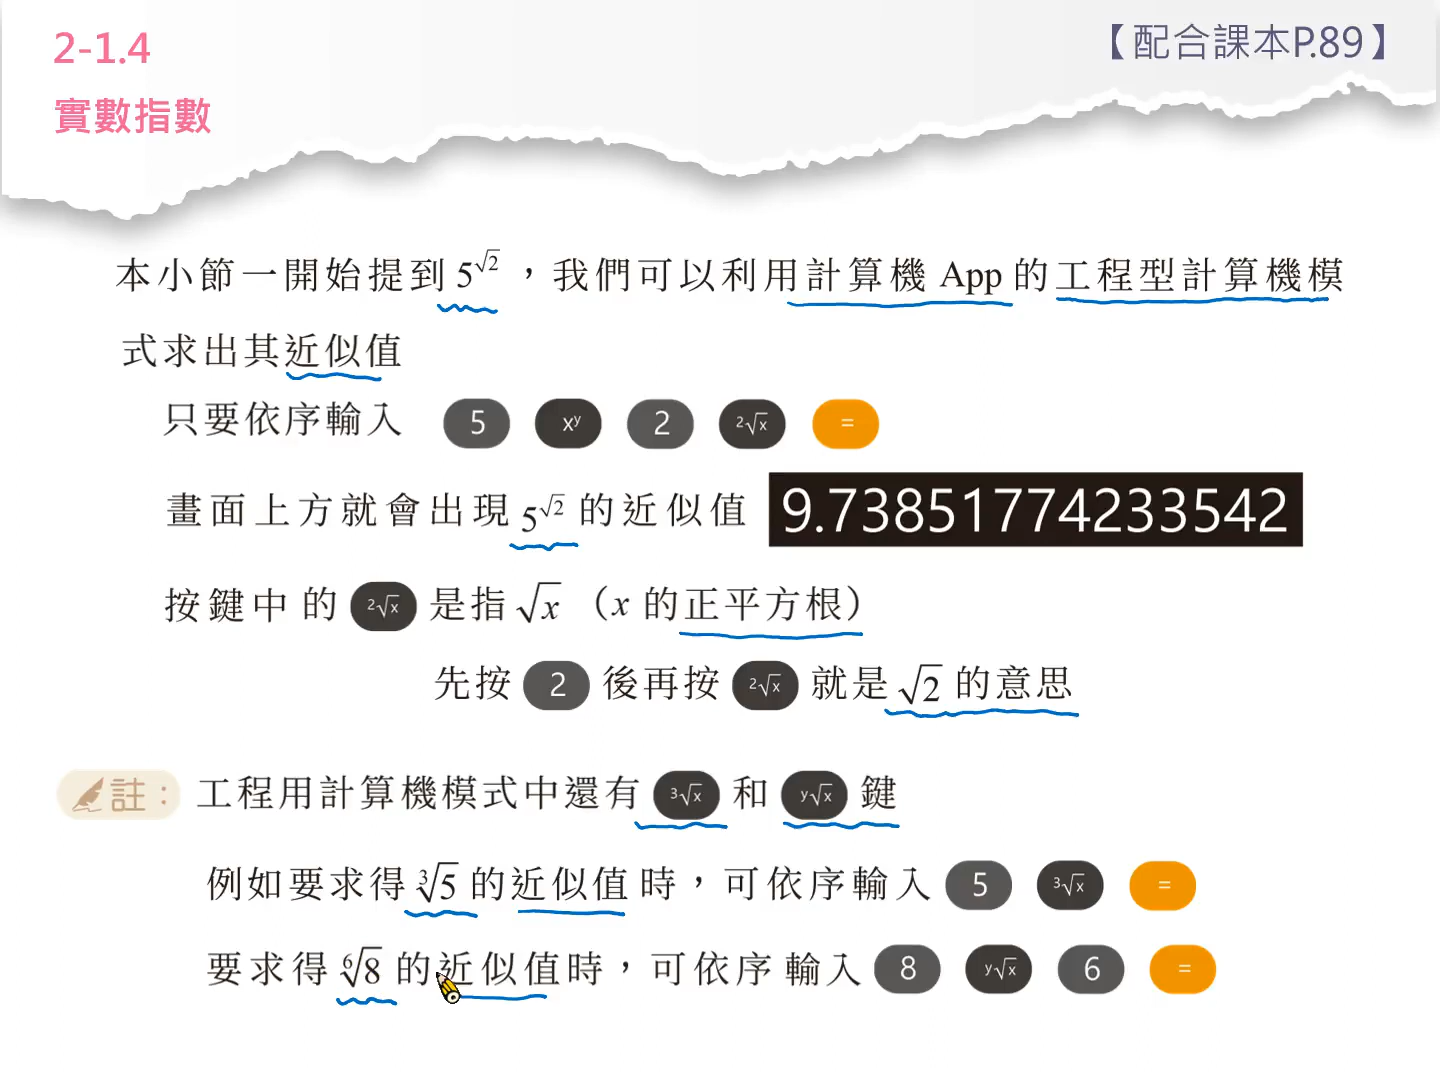 2-1.4
【配合課本P.89】
實數指數
本小節一開始提到 5^√2 ，我們可以利用計算機 App 的工程型計算機模
式求出其近似值
只要依序輸入 5 xʸ 2 ²√x =
畫面上方就會出現 5^√2 的近似值 9.73851774233542
按鍵中的 ²√x 是指 √x （x 的正平方根）
先按 2 後再按 ²√x 就是 √2 的意思
註： 工程用計算機模式中還有 ³√x 和 ʸ√x 鍵
例如要求得 ³√5 的近似值時，可依序輸入 5 ³√x =
要求得 ⁶√8 的近似值時，可依序輸入 8 ʸ√x 6 =